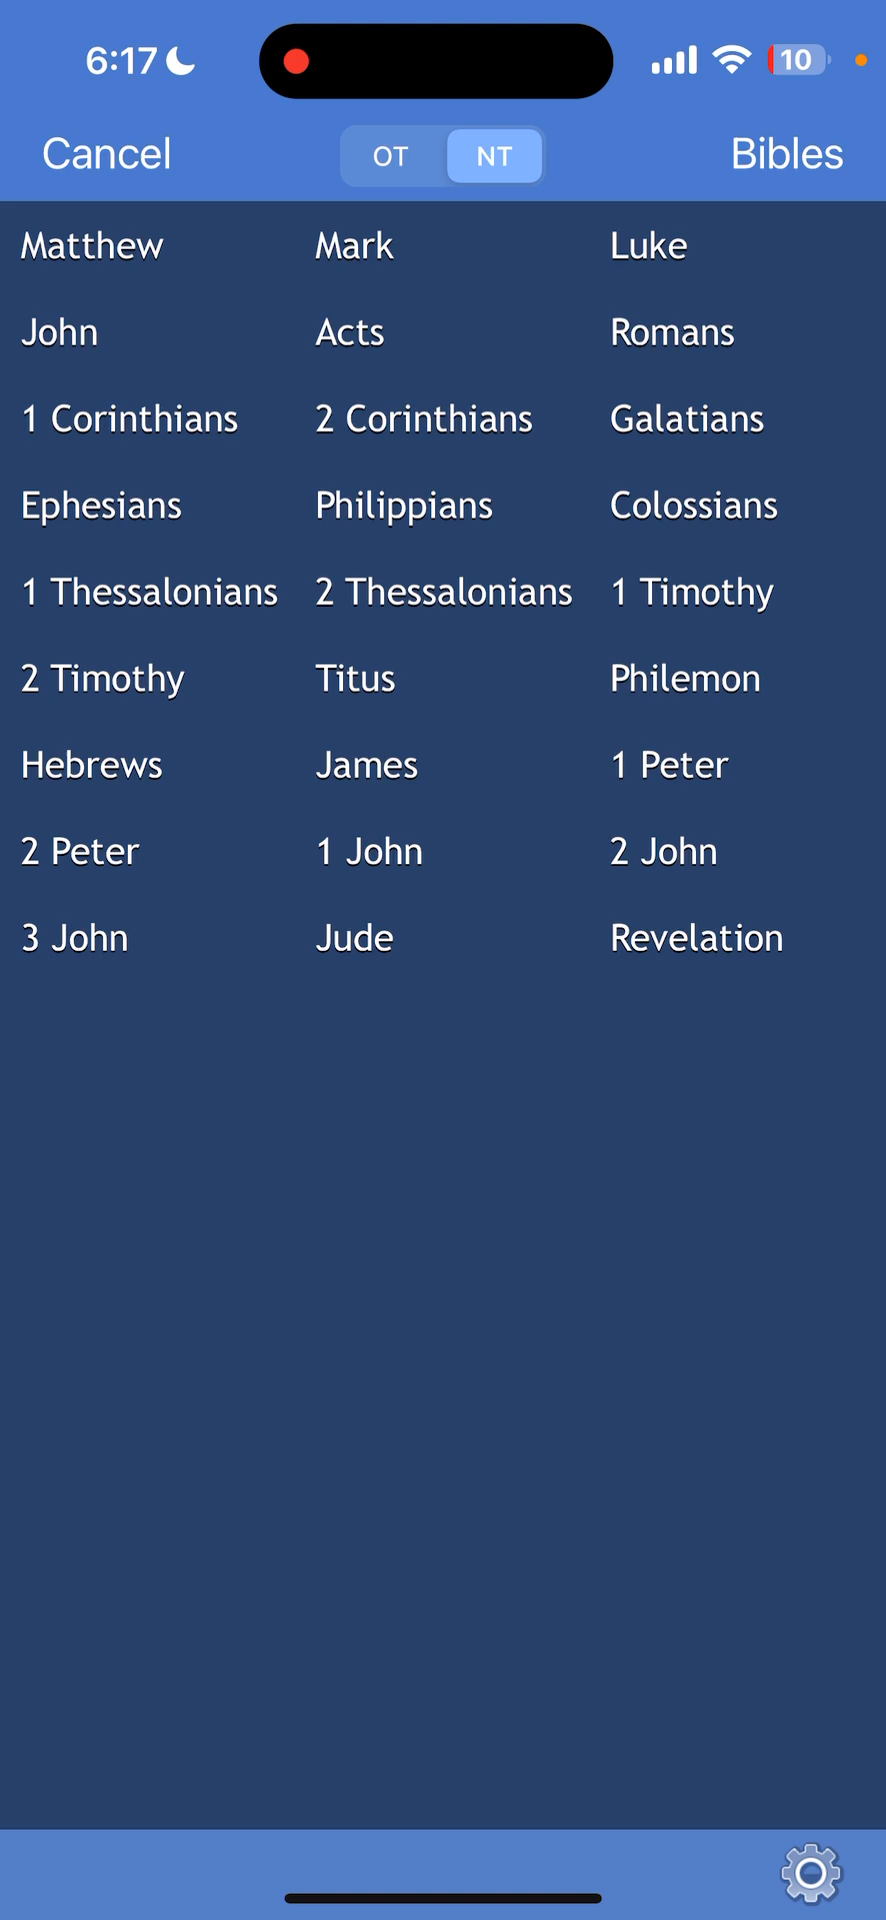 6:17 10
Cancel OT NT Bibles
Matthew Mark Luke
John Acts Romans
1 Corinthians 2 Corinthians Galatians
Ephesians Philippians Colossians
1 Thessalonians 2 Thessalonians 1 Timothy
2 Timothy Titus Philemon
Hebrews James 1 Peter
2 Peter 1 John 2 John
3 John Jude Revelation